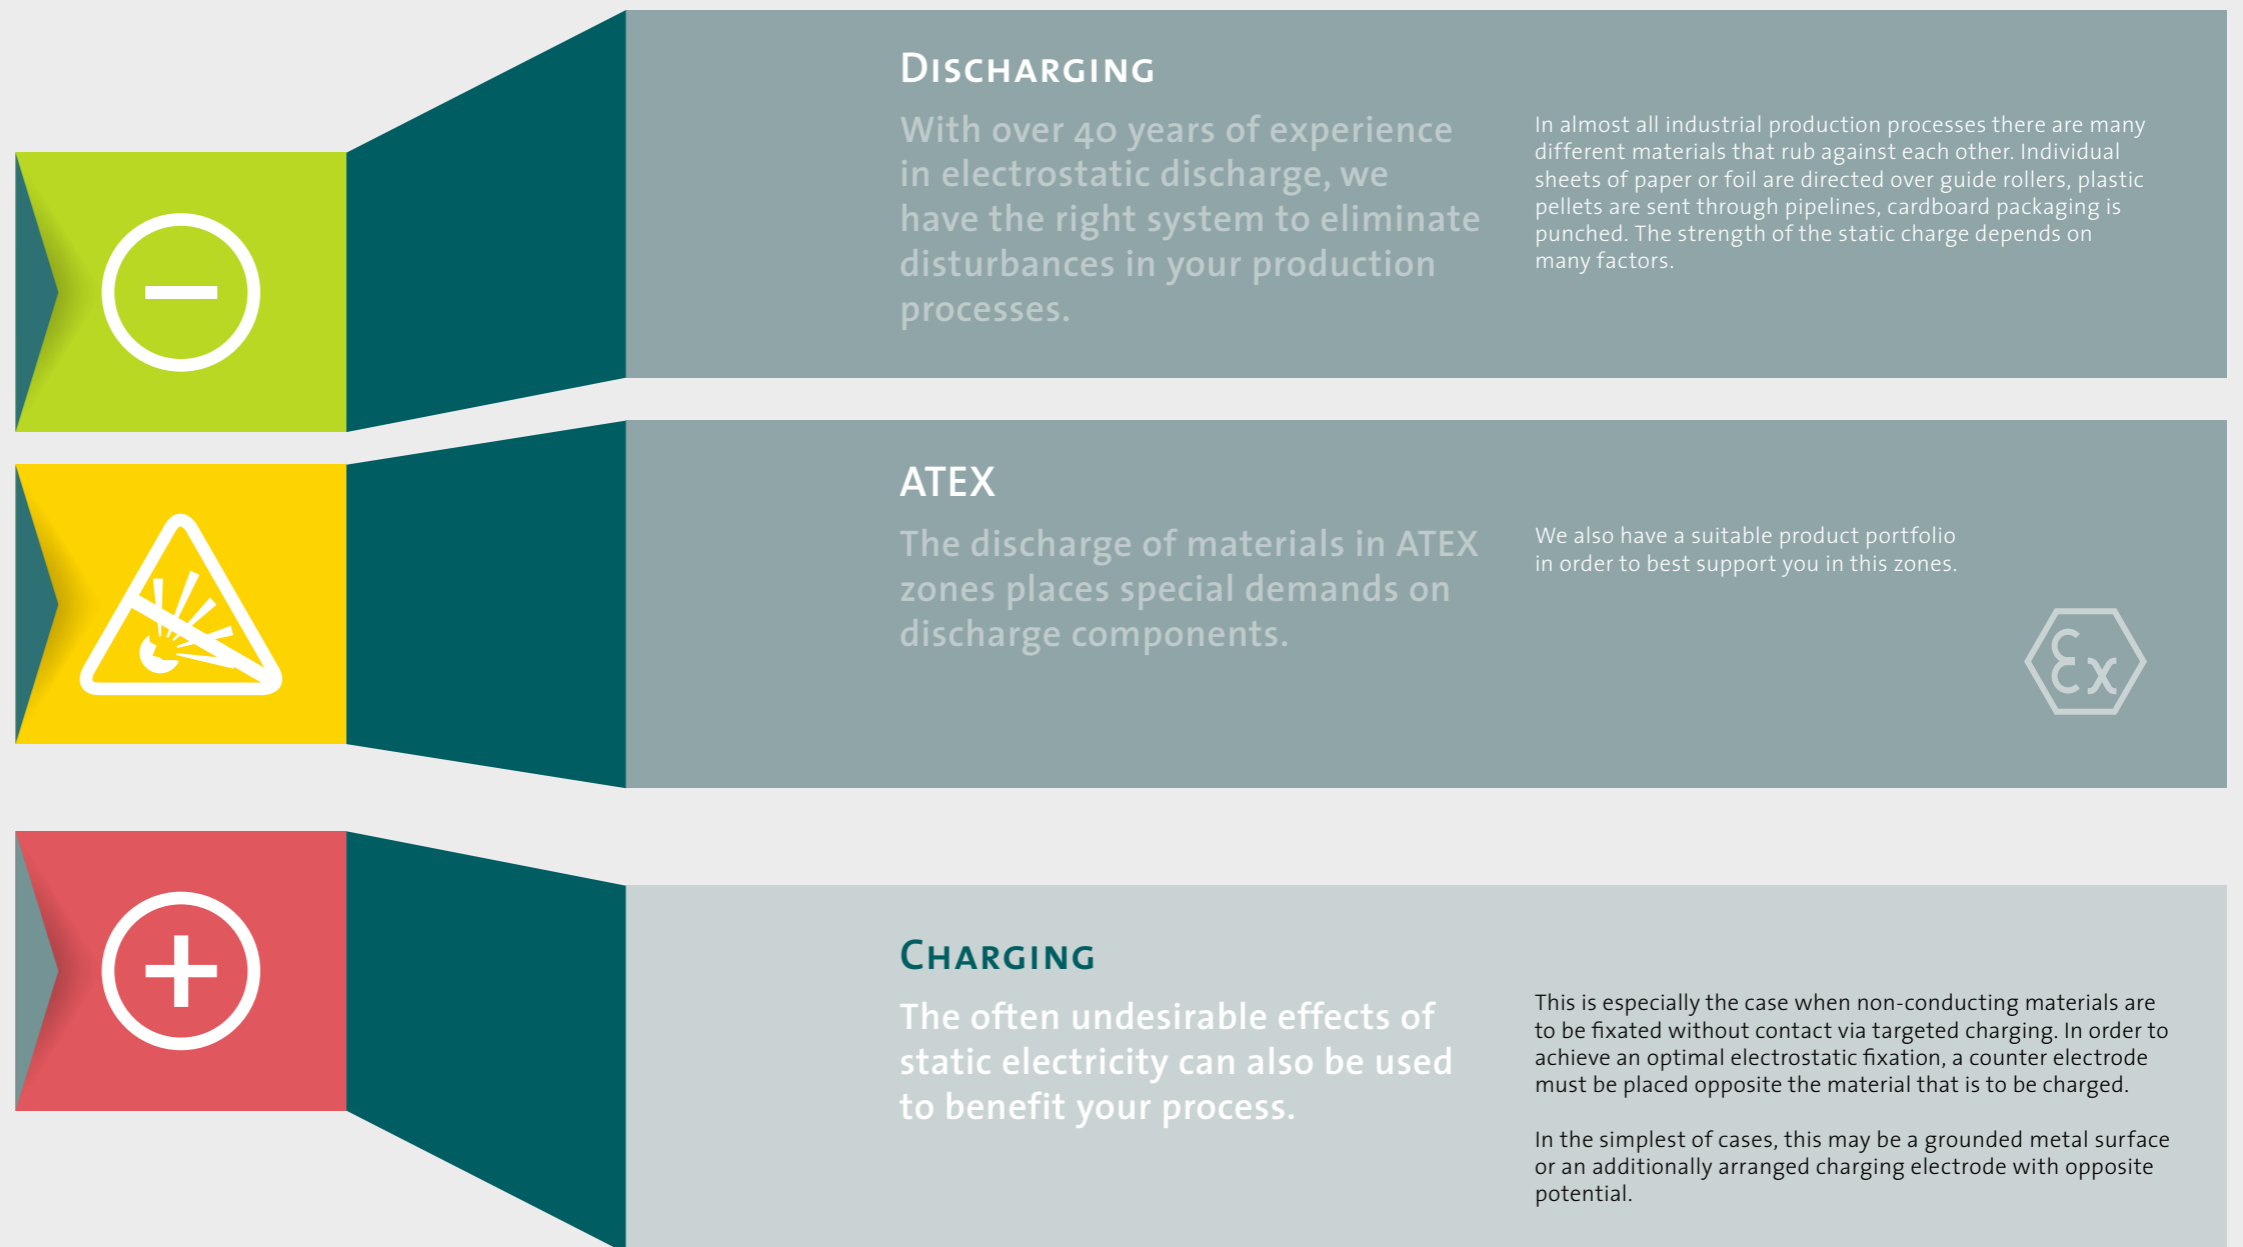 DISCHARGING
With over 40 years of experience
in electrostatic discharge, we
have the right system to eliminate
disturbances in your production
processes.
In almost all industrial production processes there are many
different materials that rub against each other. Individual
sheets of paper or foil are directed over guide rollers, plastic
pellets are sent through pipelines, cardboard packaging is
punched. The strength of the static charge depends on
many factors.
ATEX
The discharge of materials in ATEX
zones places special demands on
discharge components.
We also have a suitable product portfolio
in order to best support you in this zones.
Ex
CHARGING
The often undesirable effects of
static electricity can also be used
to benefit your process.
This is especially the case when non-conducting materials are
to be fixated without contact via targeted charging. In order to
achieve an optimal electrostatic fixation, a counter electrode
must be placed opposite the material that is to be charged.
In the simplest of cases, this may be a grounded metal surface
or an additionally arranged charging electrode with opposite
potential.